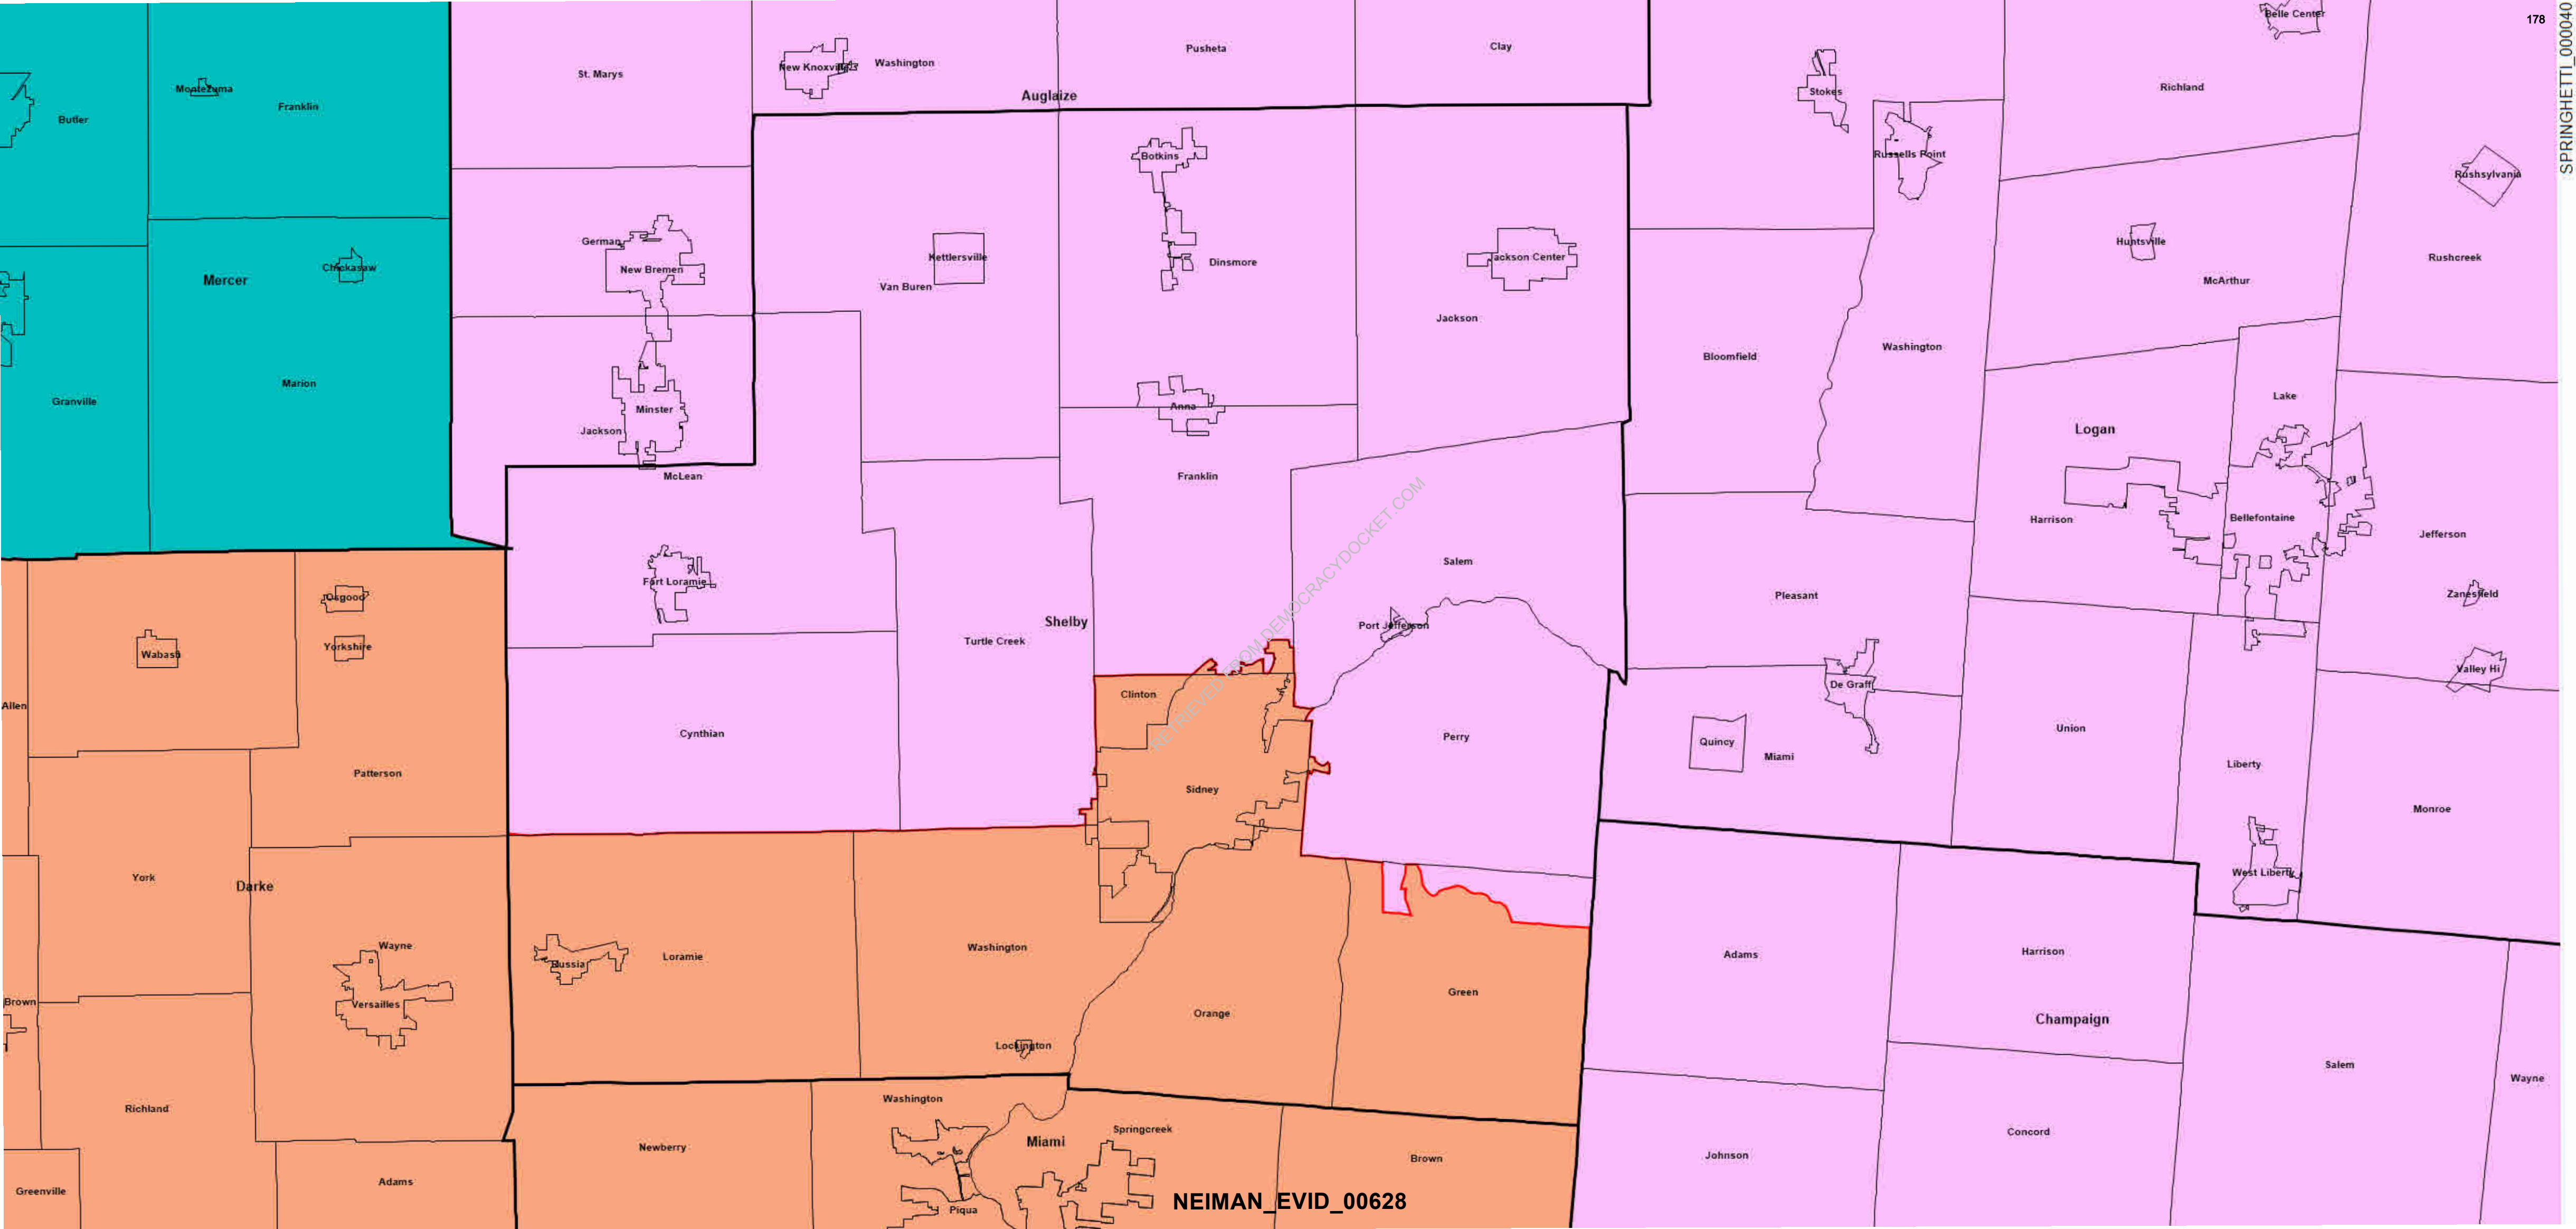 Belle Center
178
SPRINGHETTI_000040
St. Marys
New Knoxville
Washington
Pusheta
Clay
Auglaize
Stokes
Richland
Montezuma
Franklin
Butler
Botkins
Russells Point
Rushsylvania
German
New Bremen
Chickasaw
Mercer
Kettlersville
Van Buren
Dinsmore
Jackson Center
Huntsville
McArthur
Rushcreek
Jackson
Bloomfield
Washington
Marion
Granville
Minster
Jackson
Anna
Lake
Logan
McLean
Franklin
Harrison
Bellefontaine
Jefferson
Fort Loramie
Salem
Pleasant
Zanesfield
Osgood
Yorkshire
Wabash
Shelby
Turtle Creek
Port Jefferson
RETRIEVED FROM DEMOCRACYDOCKET.COM
De Graff
Valley Hi
Allen
Clinton
Cynthian
Perry
Quincy
Miami
Union
Liberty
Patterson
Sidney
Monroe
York
Darke
West Liberty
Wayne
Russia
Loramie
Washington
Adams
Harrison
Brown
Versailles
Green
Orange
Champaign
Lockington
Salem
Wayne
Richland
Washington
Springcreek
Miami
Newberry
Brown
Johnson
Concord
Greenville
Adams
Piqua
NEIMAN_EVID_00628